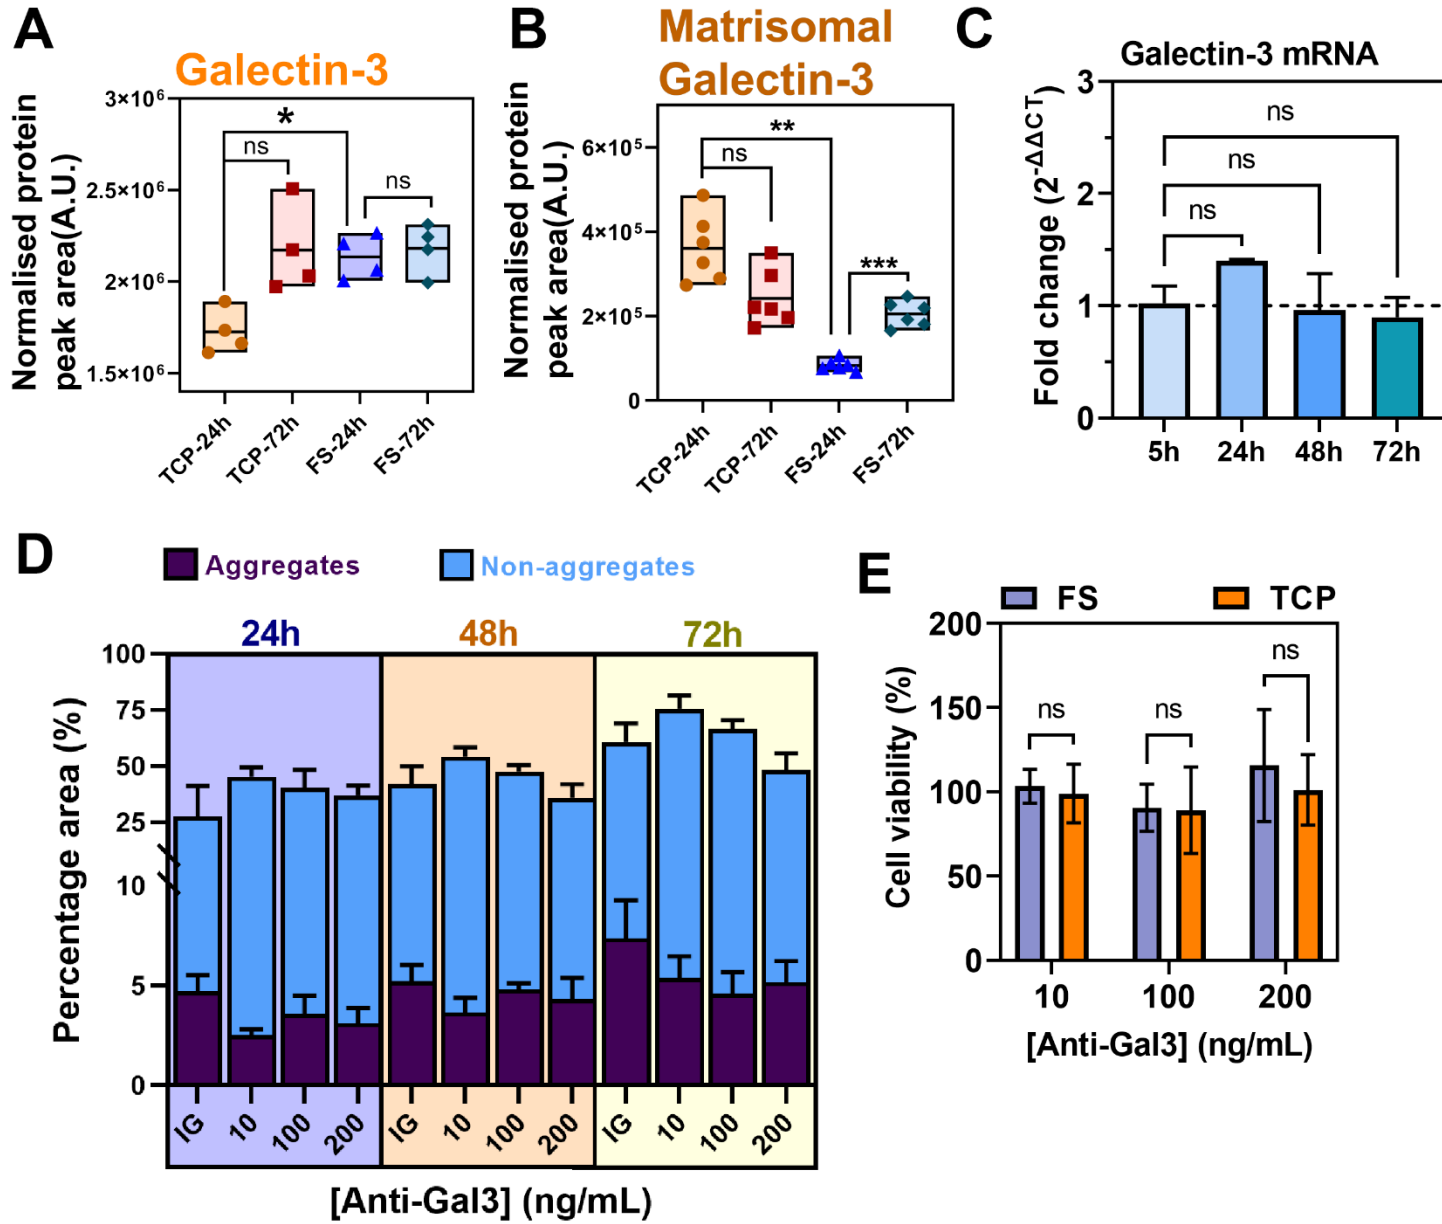 A
Galectin-3
Normalised protein
peak area(A.U.)
3×10⁶
2.5×10⁶
2×10⁶
1.5×10⁶
*
ns
ns
TCP-24h
TCP-72h
FS-24h
FS-72h
B
Matrisomal
Galectin-3
Normalised protein
peak area(A.U.)
6×10⁵
4×10⁵
2×10⁵
0
**
ns
***
TCP-24h
TCP-72h
FS-24h
FS-72h
C
Galectin-3 mRNA
Fold change (2^-ΔΔCT)
3
2
1
0
ns
ns
ns
5h 24h 48h 72h
D
Aggregates Non-aggregates
24h 48h 72h
Percentage area (%)
100
75
50
25
10
5
0
IG 10 100 200 IG 10 100 200 IG 10 100 200
[Anti-Gal3] (ng/mL)
E
FS TCP
Cell viability (%)
200
150
100
50
0
ns
ns
ns
10 100 200
[Anti-Gal3] (ng/mL)